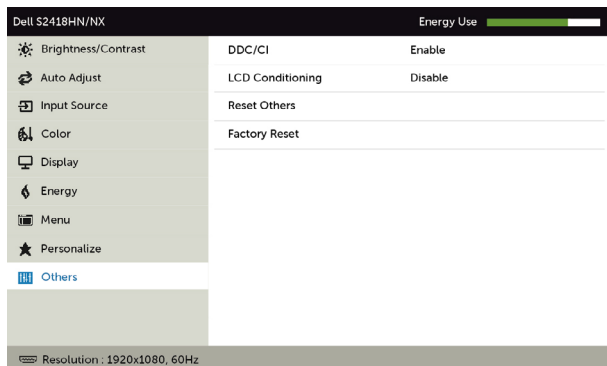 Dell S2418HN/NX Energy Use
Brightness/Contrast DDC/CI Enable
Auto Adjust LCD Conditioning Disable
Input Source Reset Others
Color Factory Reset
Display
Energy
Menu
Personalize
Others
Resolution : 1920x1080, 60Hz